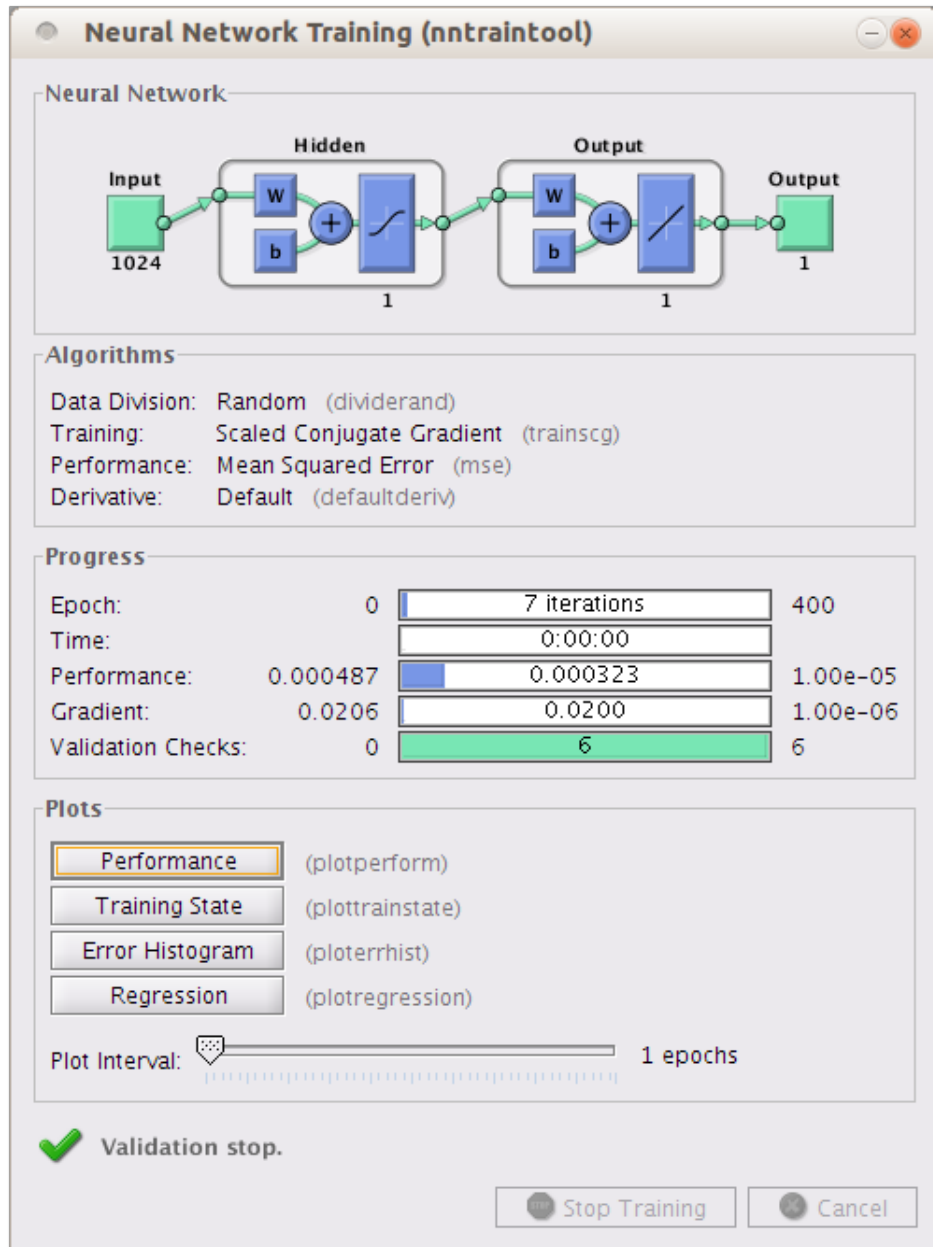 Neural Network Training (nntraintool)
Neural Network
Hidden Output
Input Output
W W
b b
1024 1
1 1
Algorithms
Data Division: Random (dividerand)
Training: Scaled Conjugate Gradient (trainscg)
Performance: Mean Squared Error (mse)
Derivative: Default (defaultderiv)
Progress
Epoch: 0 7 iterations 400
Time: 0:00:00
Performance: 0.000487 0.000323 1.00e-05
Gradient: 0.0206 0.0200 1.00e-06
Validation Checks: 0 6 6
Plots
Performance (plotperform)
Training State (plottrainstate)
Error Histogram (ploterrhist)
Regression (plotregression)
Plot Interval: 1 epochs
Validation stop.
Stop Training Cancel